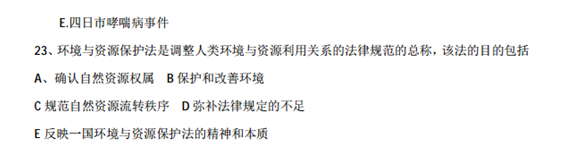 E.四日市哮喘病事件
23、环境与资源保护法是调整人类环境与资源利用关系的法律规范的总称，该法的目的包括
A、确认自然资源权属 B 保护和改善环境
C 规范自然资源流转秩序 D 弥补法律规定的不足
E 反映一国环境与资源保护法的精神和本质